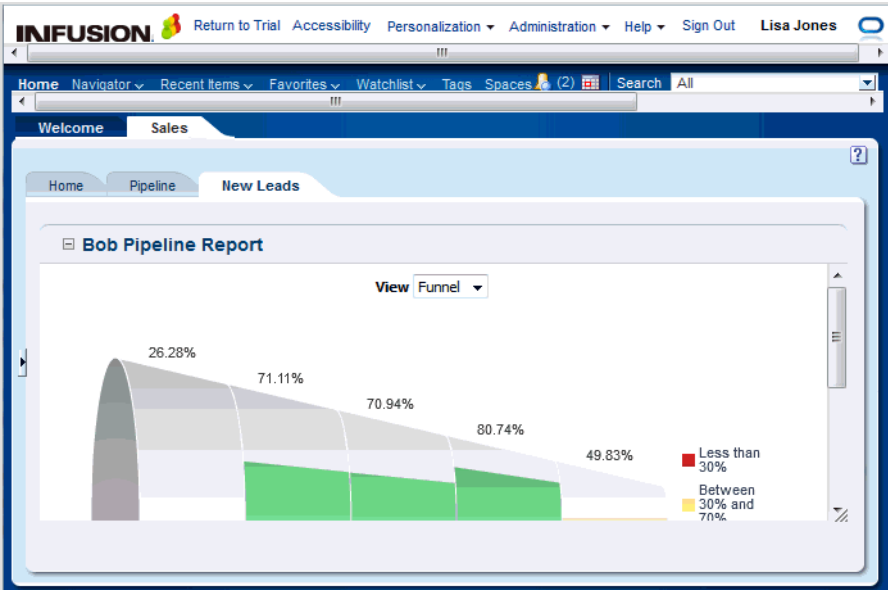 INFUSION Return to Trial Accessibility Personalization Administration Help Sign Out Lisa Jones
Home Navigator Recent Items Favorites Watchlist Tags Spaces (2) Search All
Welcome Sales
?
Home Pipeline New Leads
Bob Pipeline Report
View Funnel
26.28%
71.11%
70.94%
80.74%
49.83%
Less than
30%
Between
30% and
70%